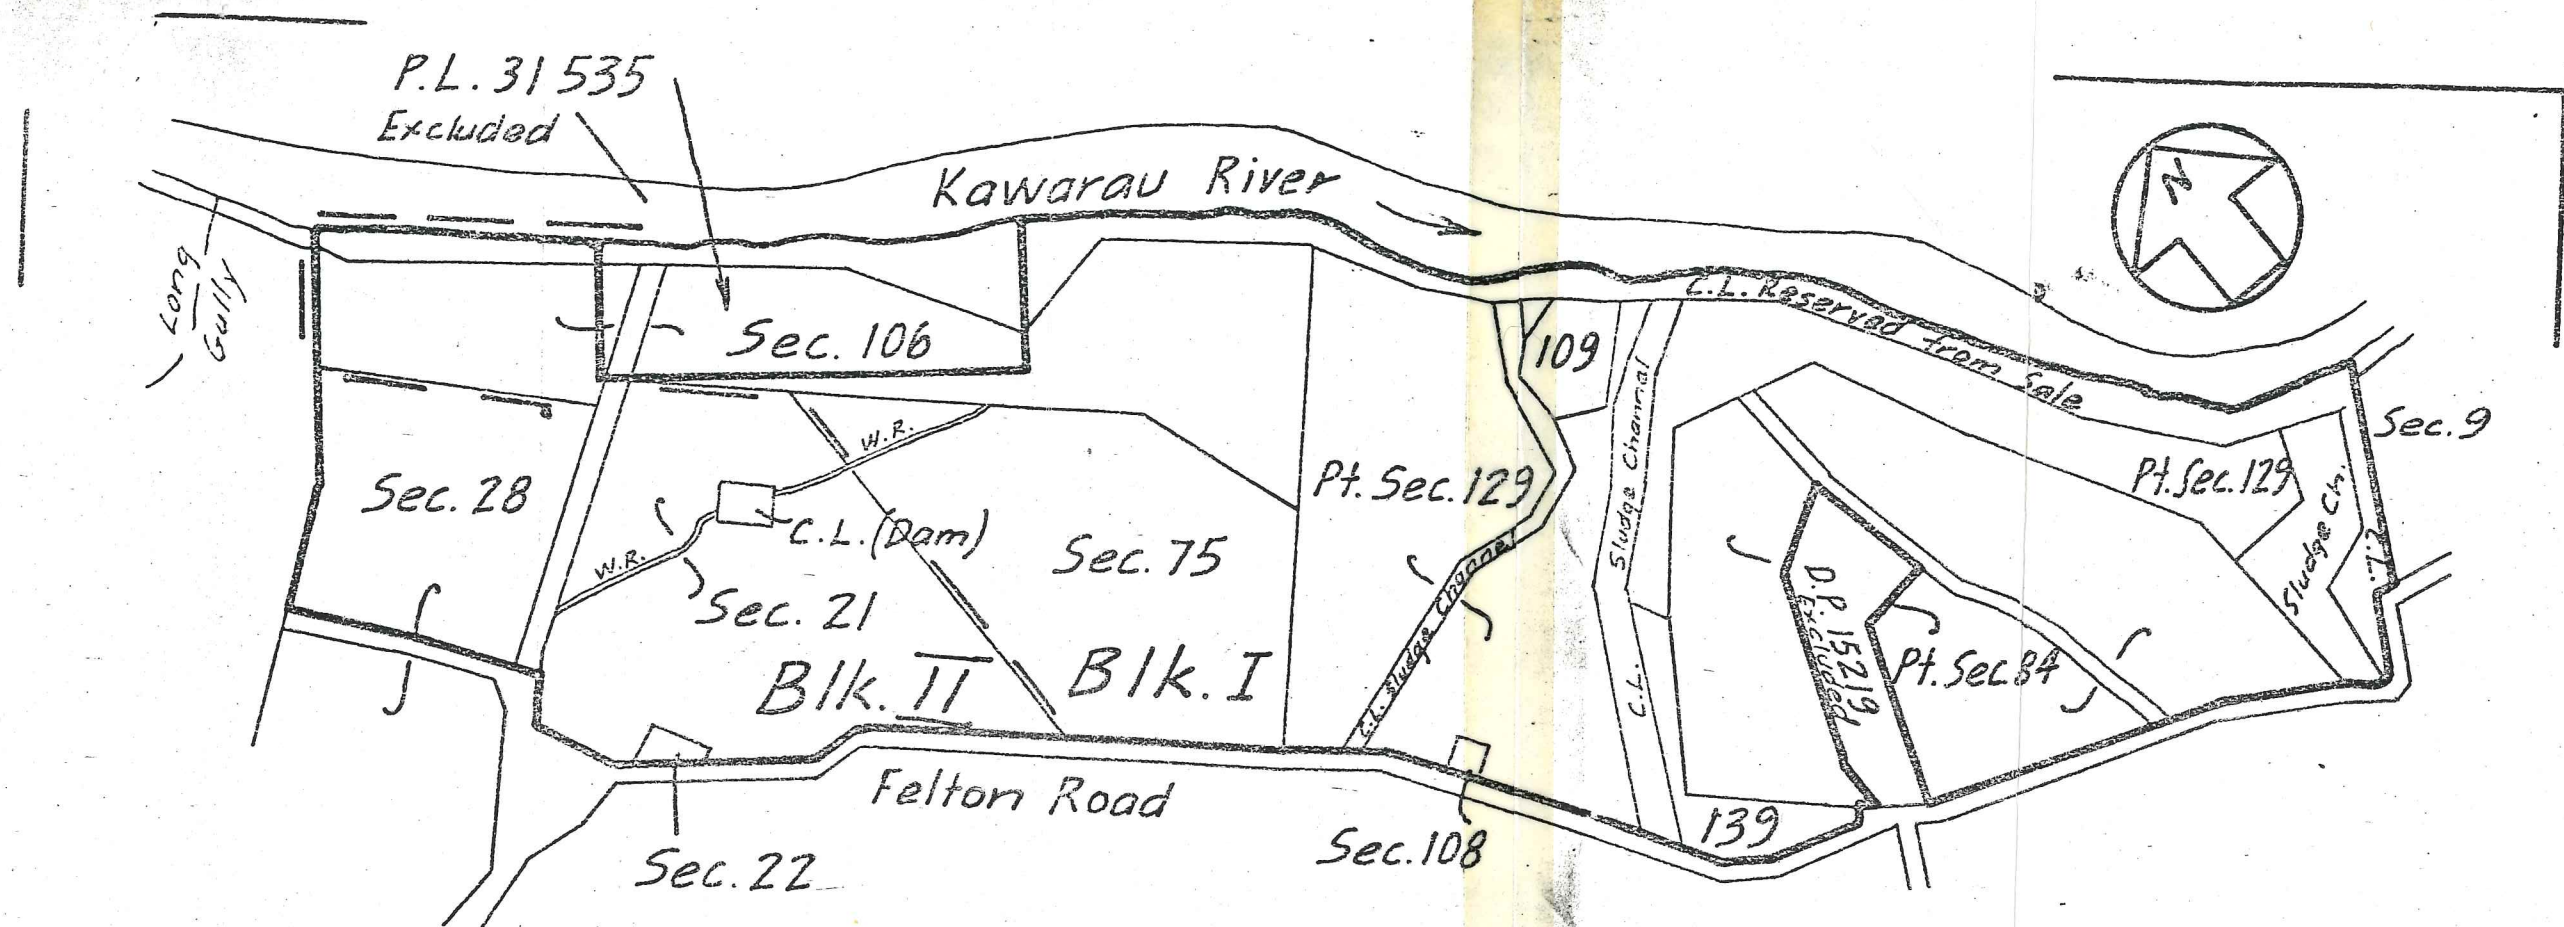 P.L. 31 535
Excluded
Kawarau River
N
Long
Gully
C.L. Reserved from Sale
Sec. 106
109
Sec. 9
W.R.
Sec. 28
C.L. (Dam)
Pt. Sec. 129
Sludge Channel
Pt. Sec. 129
Sludge Ch.
C.L.
Sec. 75
W.R.
Sec. 21
C.L. Sludge Channel
D.P. 15219
Excluded
Pt. Sec 84
Blk. II
Blk. I
C.L.
Felton Road
139
Sec. 22
Sec. 108